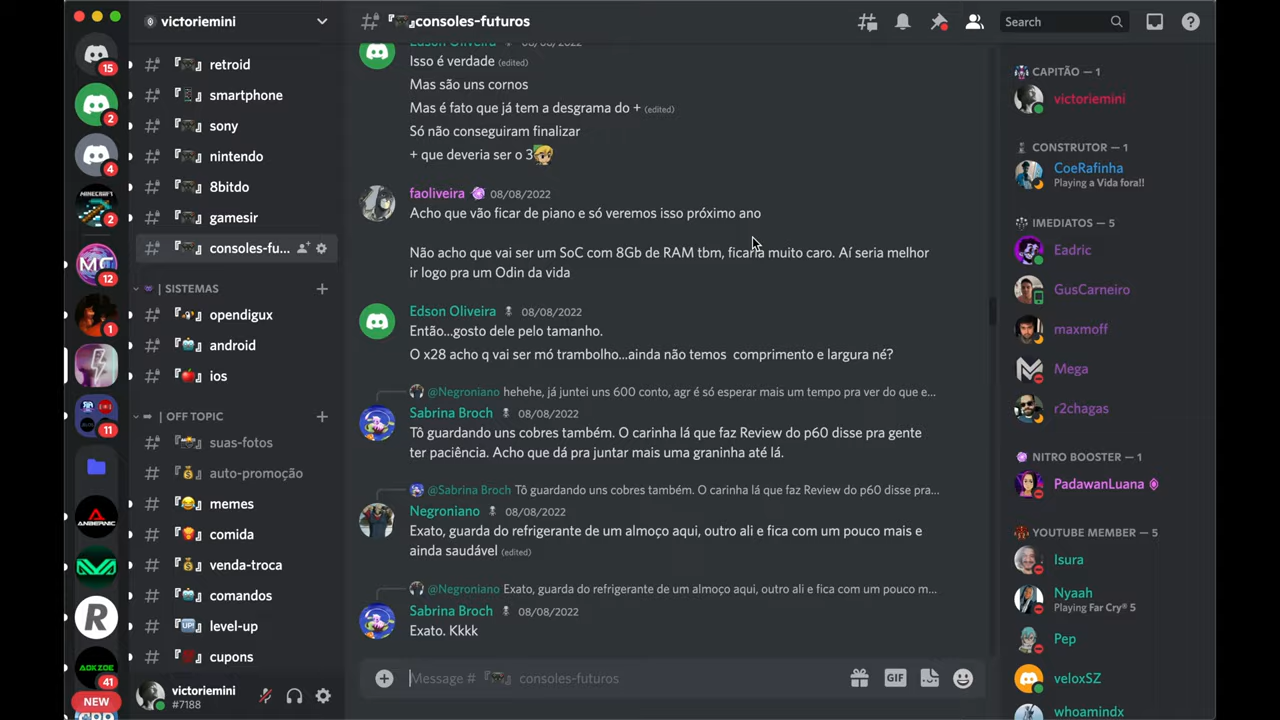 victoriemini
『🎮』consoles-futuros
Search
15
2
4
2
12
1
11
41
NEW
MINECRAFT
MC
ANBERNIC
R
AOKZOE
『🎮』 retroid
『📱』 smartphone
『🎮』 sony
『🎮』 nintendo
『🎮』 8bitdo
『🎮』 gamesir
『🎮』 consoles-fu...
| SISTEMAS
『🎮』 opendigux
『🤖』 android
『🍎』 ios
| OFF TOPIC
『📸』 suas-fotos
『💰』 auto-promoção
『😂』 memes
『🍟』 comida
『💰』 venda-troca
『🤖』 comandos
『🆙』 level-up
『🎟』 cupons
victoriemini
#7188
Edson Oliveira 08/08/2022
Isso é verdade (edited)
Mas são uns cornos
Mas é fato que já tem a desgrama do + (edited)
Só não conseguiram finalizar
+ que deveria ser o 3
faoliveira 08/08/2022
Acho que vão ficar de piano e só veremos isso próximo ano
Não acho que vai ser um SoC com 8Gb de RAM tbm, ficaria muito caro. Aí seria melhor
ir logo pra um Odin da vida
Edson Oliveira 08/08/2022
Então...gosto dele pelo tamanho.
O x28 acho q vai ser mó trambolho...ainda não temos comprimento e largura né?
@Negroniano hehehe, já juntei uns 600 conto, agr é só esperar mais um tempo pra ver do que e...
Sabrina Broch 08/08/2022
Tô guardando uns cobres também. O carinha lá que faz Review do p60 disse pra gente
ter paciência. Acho que dá pra juntar mais uma graninha até lá.
@Sabrina Broch Tô guardando uns cobres também. O carinha lá que faz Review do p60 disse pra...
Negroniano 08/08/2022
Exato, guarda do refrigerante de um almoço aqui, outro ali e fica com um pouco mais e
ainda saudável (edited)
@Negroniano Exato, guarda do refrigerante de um almoço aqui, outro ali e fica com um pouco m...
Sabrina Broch 08/08/2022
Exato. Kkkk
Message # 『🎮』 consoles-futuros
GIF
CAPITÃO — 1
victoriemini
CONSTRUTOR — 1
CoeRafinha
Playing a Vida fora!!
IMEDIATOS — 5
Eadric
GusCarneiro
maxmoff
Mega
r2chagas
NITRO BOOSTER — 1
PadawanLuana
YOUTUBE MEMBER — 5
Isura
Nyaah
Playing Far Cry® 5
Pep
veloxSZ
whoamindx